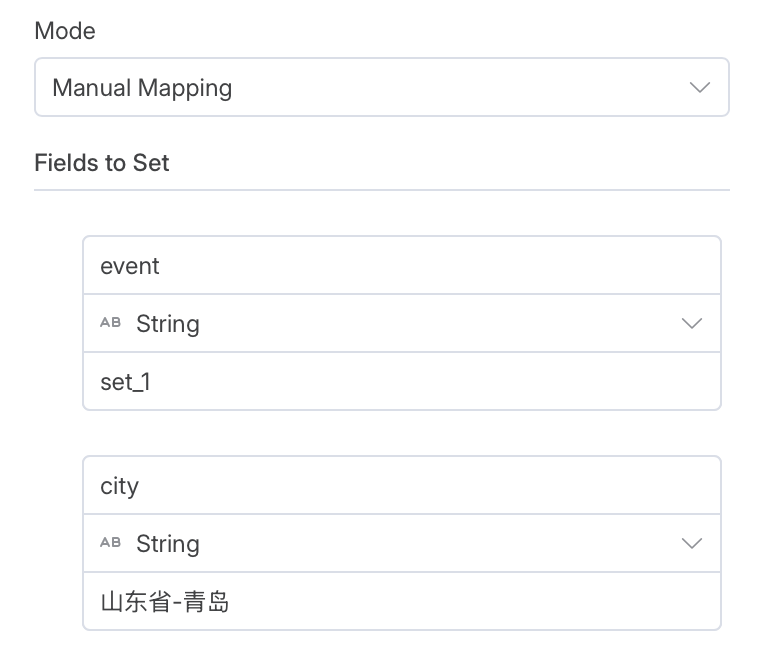 Mode
Manual Mapping
Fields to Set
event
AB String
set_1
city
AB String
山东省-青岛